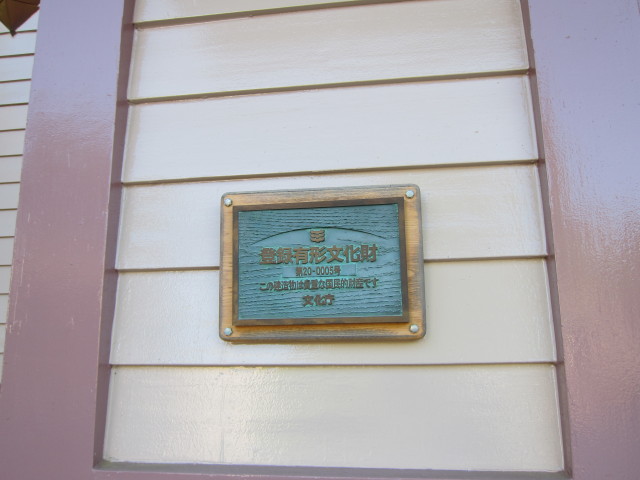 登録有形文化財
第20-0005号
この建造物は貴重な国民的財産です
文化庁